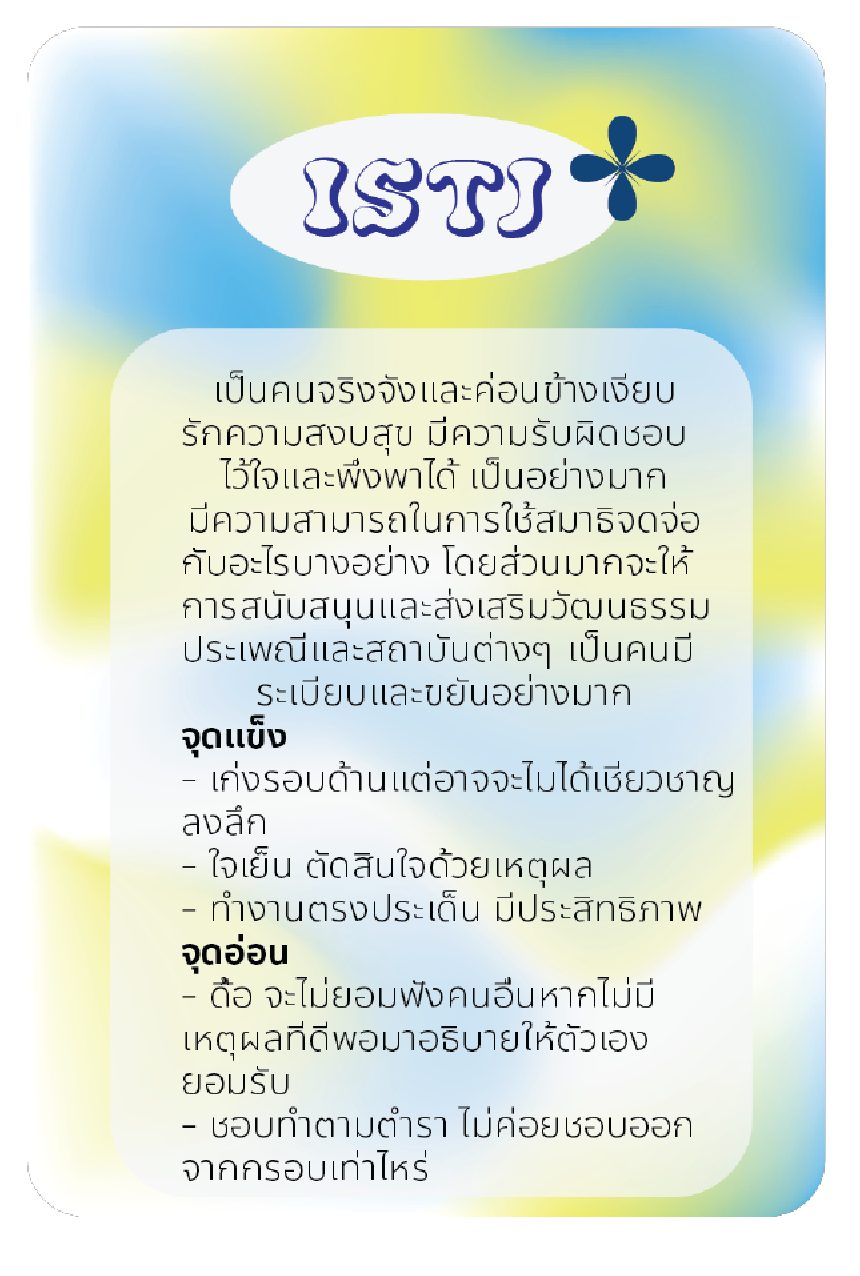 ISTJ
เป็นคนจริงจังและค่อนข้างเงียบ
รักความสงบสุข มีความรับผิดชอบ
ไว้ใจและพึ่งพาได้ เป็นอย่างมาก
มีความสามารถในการใช้สมาธิจดจ่อ
กับอะไรบางอย่าง โดยส่วนมากจะให้
การสนับสนุนและส่งเสริมวัฒนธรรม
ประเพณีและสถาบันต่างๆ เป็นคนมี
ระเบียบและขยันอย่างมาก
จุดแข็ง
- เก่งรอบด้านแต่อาจจะไม่ได้เชี่ยวชาญ
ลงลึก
- ใจเย็น ตัดสินใจด้วยเหตุผล
- ทำงานตรงประเด็น มีประสิทธิภาพ
จุดอ่อน
- ดื้อ จะไม่ยอมฟังคนอื่นหากไม่มี
เหตุผลที่ดีพอมาอธิบายให้ตัวเอง
ยอมรับ
- ชอบทำตามตำรา ไม่ค่อยชอบออก
จากกรอบเท่าไหร่